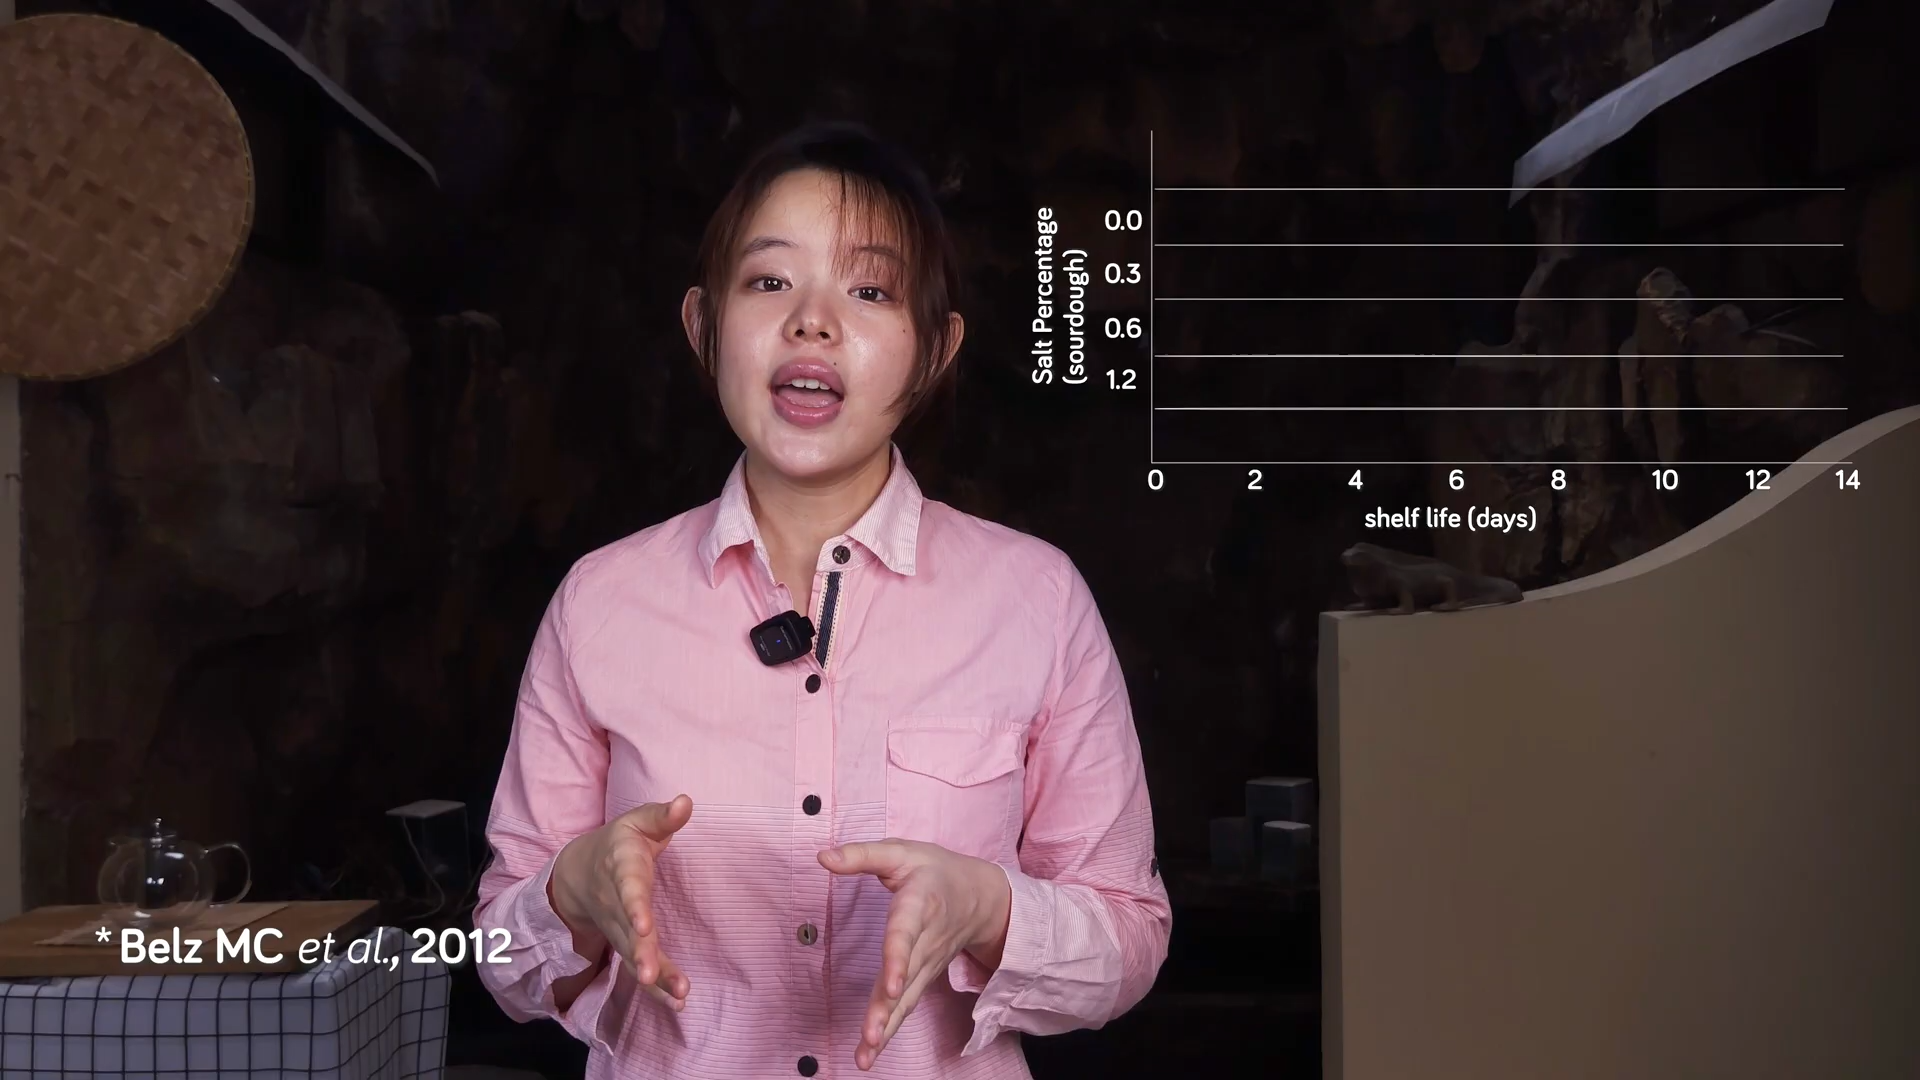 Salt Percentage
(sourdough)
0.0
0.3
0.6
1.2
0 2 4 6 8 10 12 14
shelf life (days)
* Belz MC et al., 2012